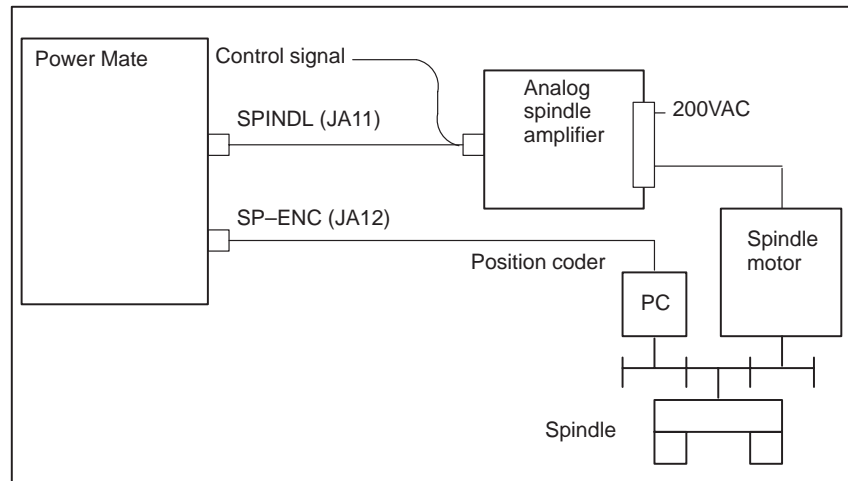 Power Mate
Control signal
SPINDL (JA11)
SP–ENC (JA12)
Analog
spindle
amplifier
200VAC
Position coder
PC
Spindle
motor
Spindle